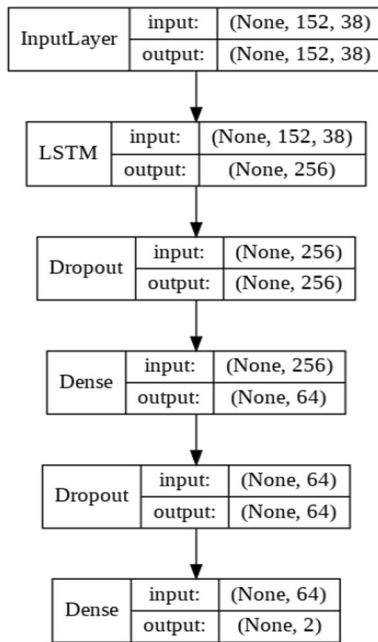 InputLayer
input: (None, 152, 38)
output: (None, 152, 38)
LSTM
input: (None, 152, 38)
output: (None, 256)
Dropout
input: (None, 256)
output: (None, 256)
Dense
input: (None, 256)
output: (None, 64)
Dropout
input: (None, 64)
output: (None, 64)
Dense
input: (None, 64)
output: (None, 2)